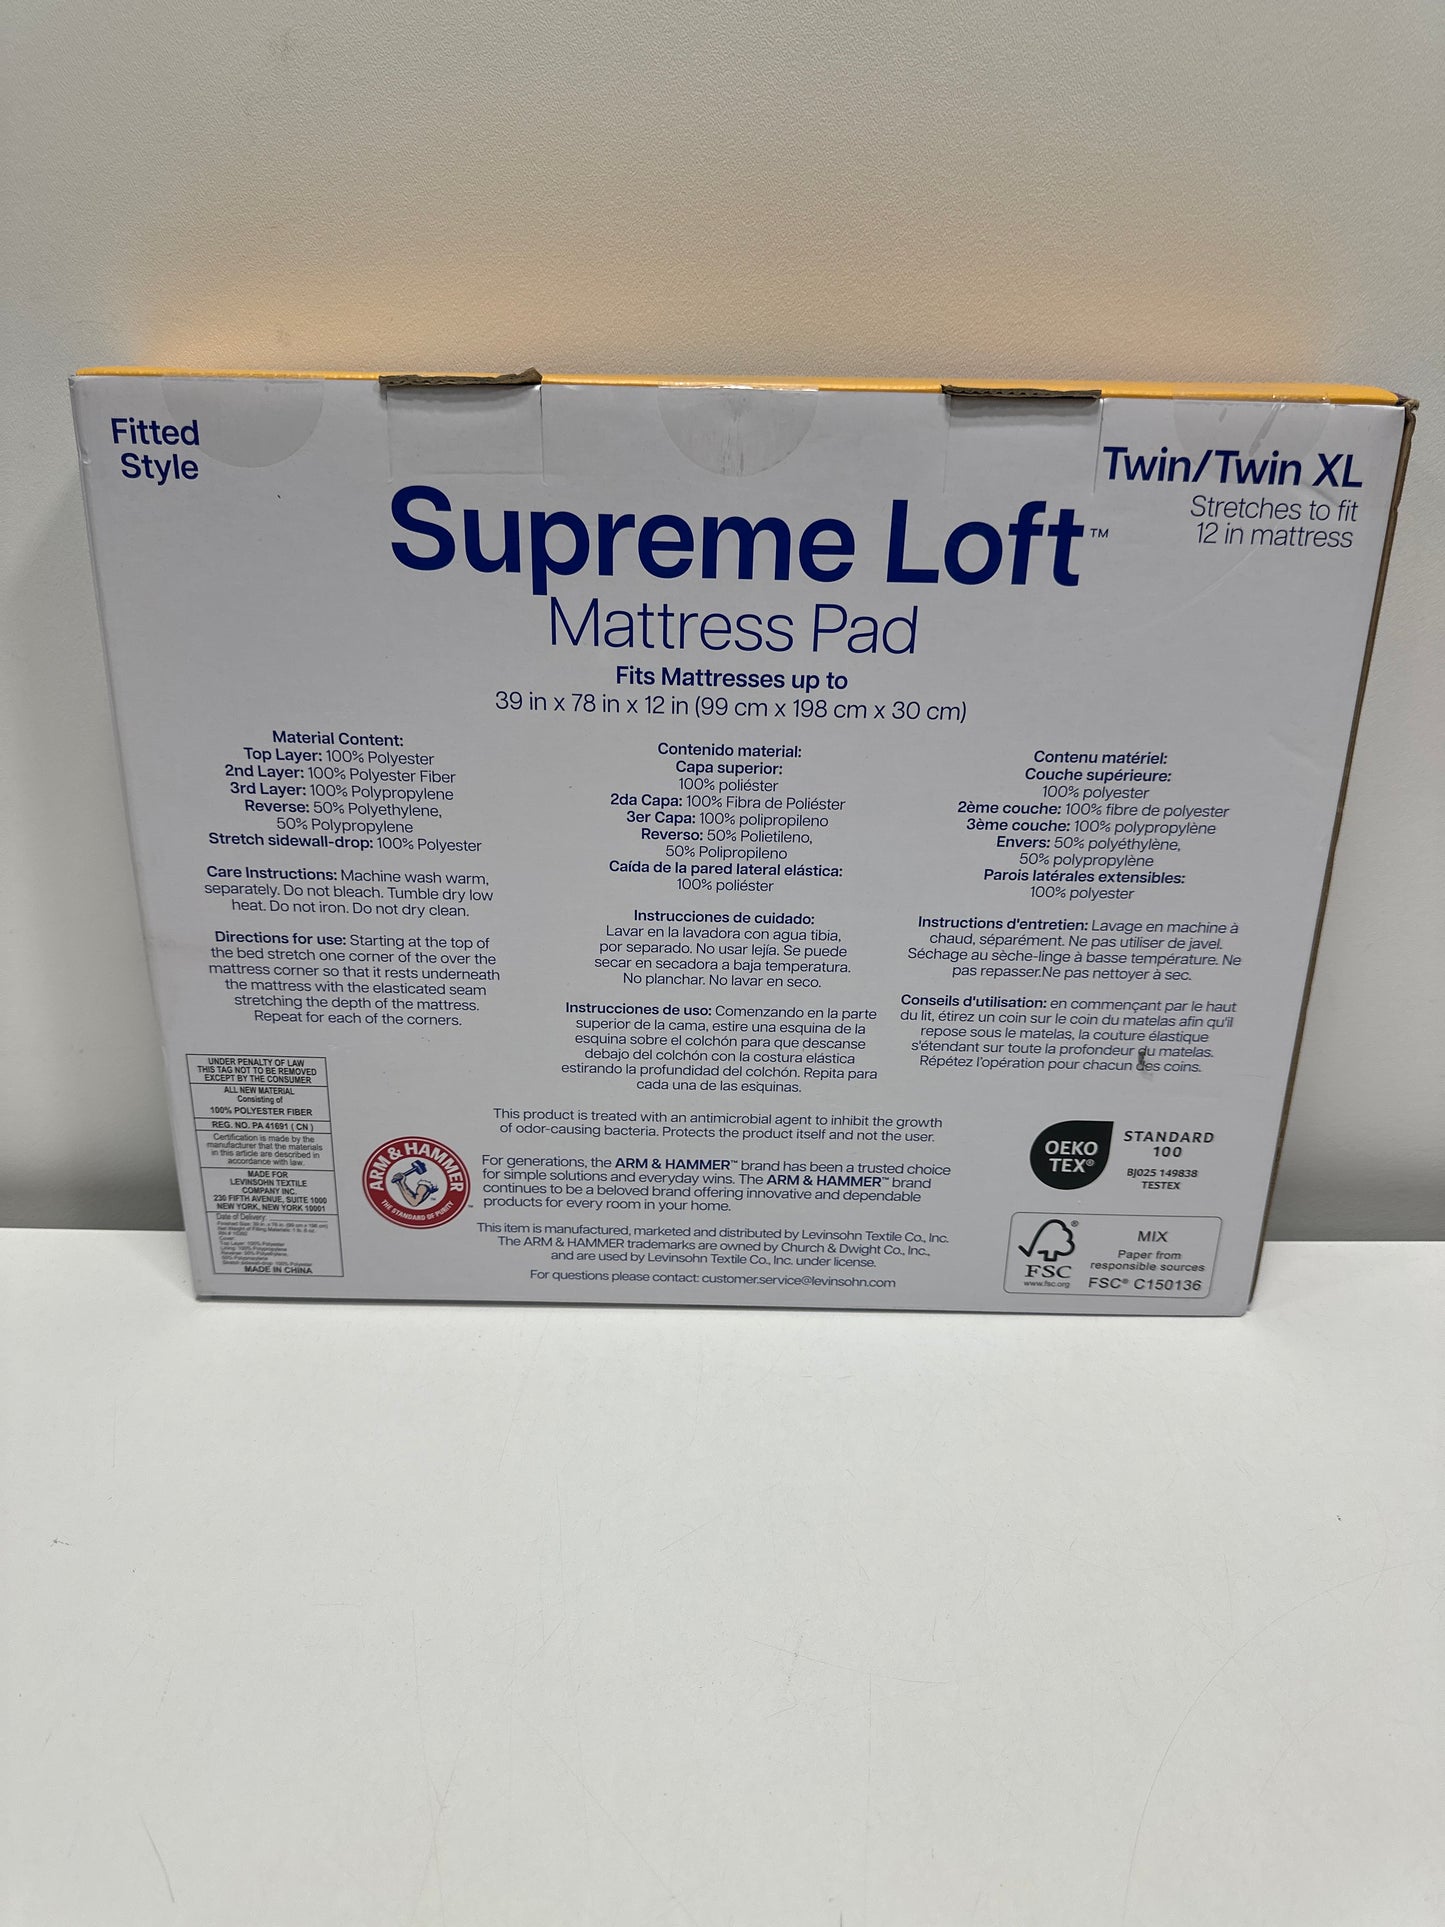 Fitted
Style
Twin/Twin XL
Stretches to fit
12 in mattress
Supreme Loft™
Mattress Pad
Fits Mattresses up to
39 in x 78 in x 12 in (99 cm x 198 cm x 30 cm)
Material Content:
Top Layer: 100% Polyester
2nd Layer: 100% Polyester Fiber
3rd Layer: 100% Polypropylene
Reverse: 50% Polyethylene,
50% Polypropylene
Stretch sidewall-drop: 100% Polyester
Care Instructions: Machine wash warm,
separately. Do not bleach. Tumble dry low
heat. Do not iron. Do not dry clean.
Directions for use: Starting at the top of
the bed stretch one corner of the over the
mattress corner so that it rests underneath
the mattress with the elasticated seam
stretching the depth of the mattress.
Repeat for each of the corners.
Contenido material:
Capa superior:
100% poliéster
2da Capa: 100% Fibra de Poliéster
3er Capa: 100% polipropileno
Reverso: 50% Polietileno,
50% Polipropileno
Caída de la pared lateral elástica:
100% poliéster
Instrucciones de cuidado:
Lavar en la lavadora con agua tibia,
por separado. No usar lejía. Se puede
secar en secadora a baja temperatura.
No planchar. No lavar en seco.
Instrucciones de uso: Comenzando en la parte
superior de la cama, estire una esquina de la
esquina sobre el colchón para que descanse
debajo del colchón con la costura elástica
estirando la profundidad del colchón. Repita para
cada una de las esquinas.
Contenu matériel:
Couche supérieure:
100% polyester
2ème couche: 100% fibre de polyester
3ème couche: 100% polypropylène
Envers: 50% polyéthylène,
50% polypropylène
Parois latérales extensibles:
100% polyester
Instructions d'entretien: Lavage en machine à
chaud, séparément. Ne pas utiliser de javel.
Séchage au sèche-linge à basse température. Ne
pas repasser.Ne pas nettoyer à sec.
Conseils d'utilisation: en commençant par le haut
du lit, étirez un coin sur le coin du matelas afin qu'il
repose sous le matelas, la couture élastique
s'étendant sur toute la profondeur du matelas.
Répétez l'opération pour chacun des coins.
UNDER PENALTY OF LAW
THIS TAG NOT TO BE REMOVED
EXCEPT BY THE CONSUMER
ALL NEW MATERIAL
Consisting of
100% POLYESTER FIBER
REG. NO. PA 41691 ( CN )
Certification is made by the
manufacturer that the materials
in this article are described in
accordance with law.
MADE FOR
LEVINSOHN TEXTILE
COMPANY INC.
230 FIFTH AVENUE, SUITE 1000
NEW YORK, NEW YORK 10001
Date of Delivery:
Cover:
Top Layer: 100% Polyester
MADE IN CHINA
ARM & HAMMER™
THE STANDARD OF PURITY
This product is treated with an antimicrobial agent to inhibit the growth
of odor-causing bacteria. Protects the product itself and not the user.
For generations, the ARM & HAMMER™ brand has been a trusted choice
for simple solutions and everyday wins. The ARM & HAMMER™ brand
continues to be a beloved brand offering innovative and dependable
products for every room in your home.
This item is manufactured, marketed and distributed by Levinsohn Textile Co., Inc.
The ARM & HAMMER trademarks are owned by Church & Dwight Co., Inc.,
and are used by Levinsohn Textile Co., Inc. under license.
For questions please contact: customer.service@levinsohn.com
OEKO
TEX®
STANDARD
100
BJ025 149838
TESTEX
®
FSC
www.fsc.org
MIX
Paper from
responsible sources
FSC® C150136